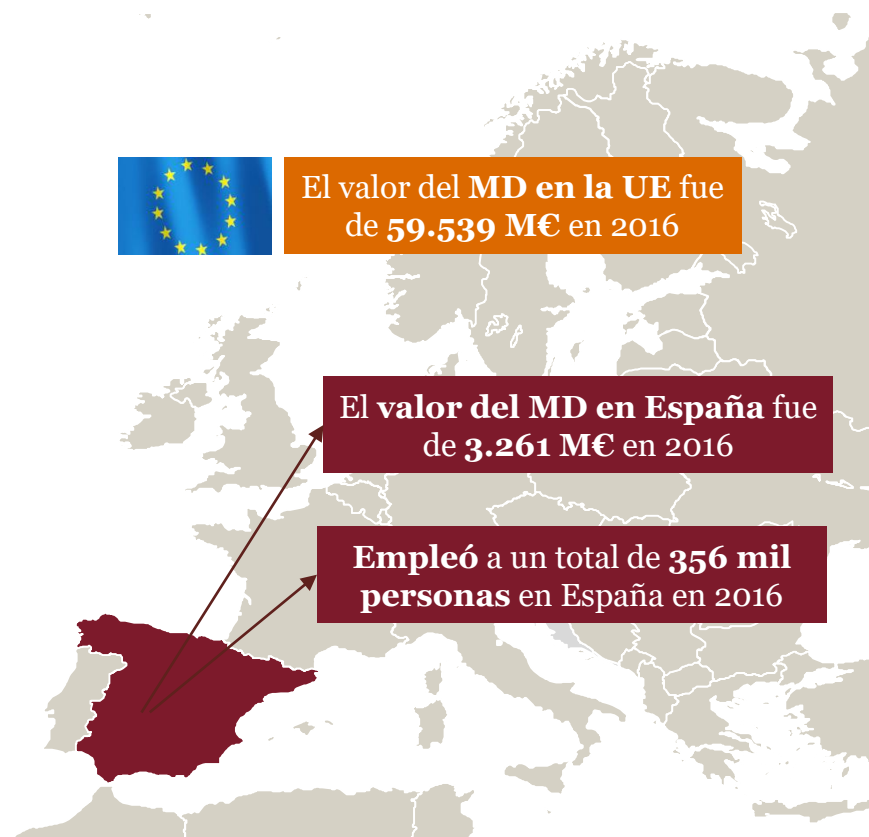 El valor del MD en la UE fue
de 59.539 M€ en 2016
El valor del MD en España fue
de 3.261 M€ en 2016
Empleó a un total de 356 mil
personas en España en 2016